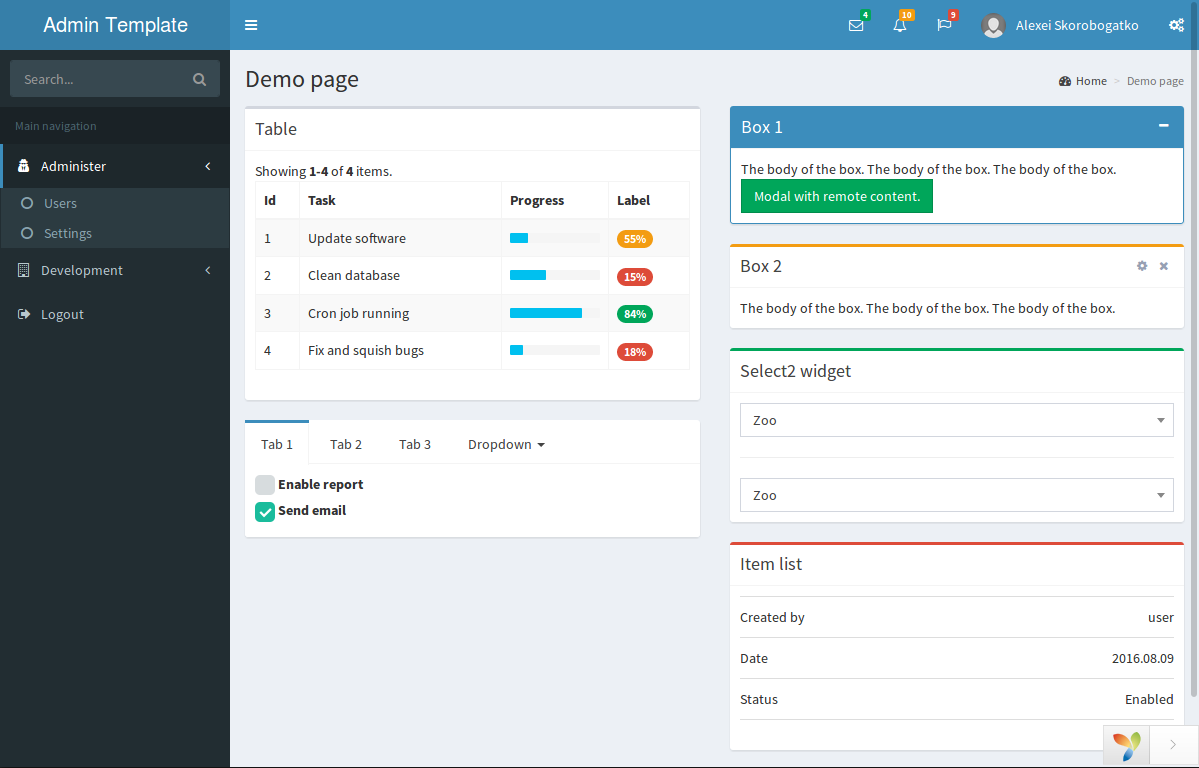 Admin Template
4
10
9
Alexei Skorobogatko
Search...
Main navigation
Administer
Users
Settings
Development
Logout
Demo page
Home > Demo page
Table
Showing 1-4 of 4 items.
Id Task Progress Label
1 Update software 55%
2 Clean database 15%
3 Cron job running 84%
4 Fix and squish bugs 18%
Tab 1 Tab 2 Tab 3 Dropdown
Enable report
Send email
Box 1
The body of the box. The body of the box. The body of the box.
Modal with remote content.
Box 2
The body of the box. The body of the box. The body of the box.
Select2 widget
Zoo
Zoo
Item list
Created by user
Date 2016.08.09
Status Enabled